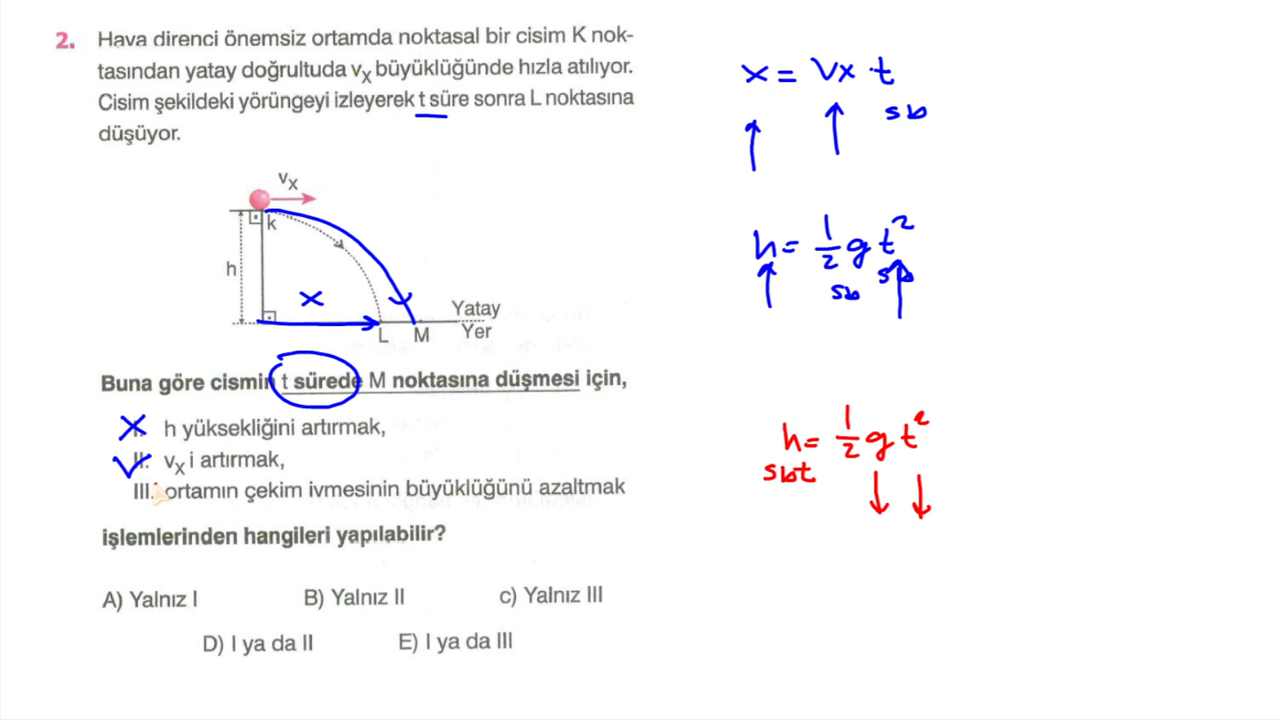 2. Hava direnci önemsiz ortamda noktasal bir cisim K nok-
tasından yatay doğrultuda vx büyüklüğünde hızla atılıyor.
Cisim şekildeki yörüngeyi izleyerek t süre sonra L noktasına
düşüyor.
vx
k
h
x
L
M
Yatay
Yer
Buna göre cismin t sürede M noktasına düşmesi için,
I. h yüksekliğini artırmak,
II. vx i artırmak,
III. ortamın çekim ivmesinin büyüklüğünü azaltmak
işlemlerinden hangileri yapılabilir?
A) Yalnız I B) Yalnız II c) Yalnız III
D) I ya da II E) I ya da III
x = vx . t
sb
h = 1/2 g t²
sb sb
h = 1/2 g t²
sbt